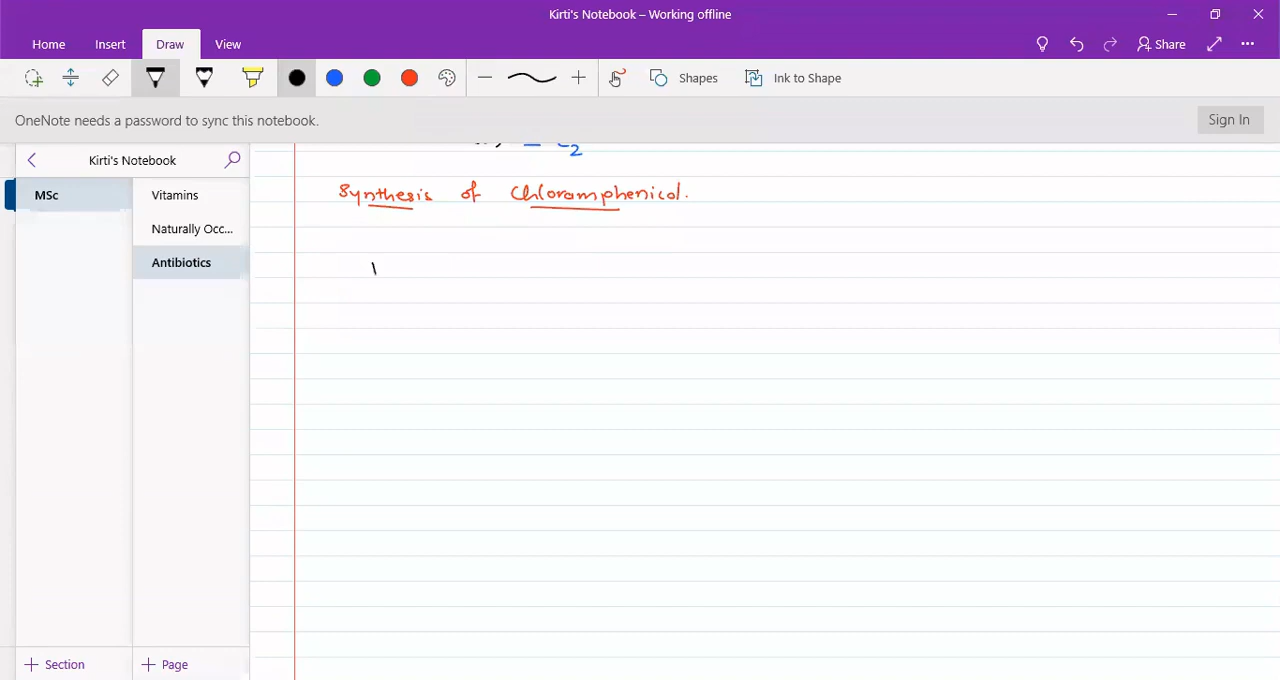 Kirti's Notebook – Working offline
Home Insert Draw View Share
Shapes Ink to Shape
OneNote needs a password to sync this notebook. Sign In
Kirti's Notebook
MSc
Vitamins
Naturally Occ...
Antibiotics
Synthesis of Chloramphenicol.
+ Section
+ Page